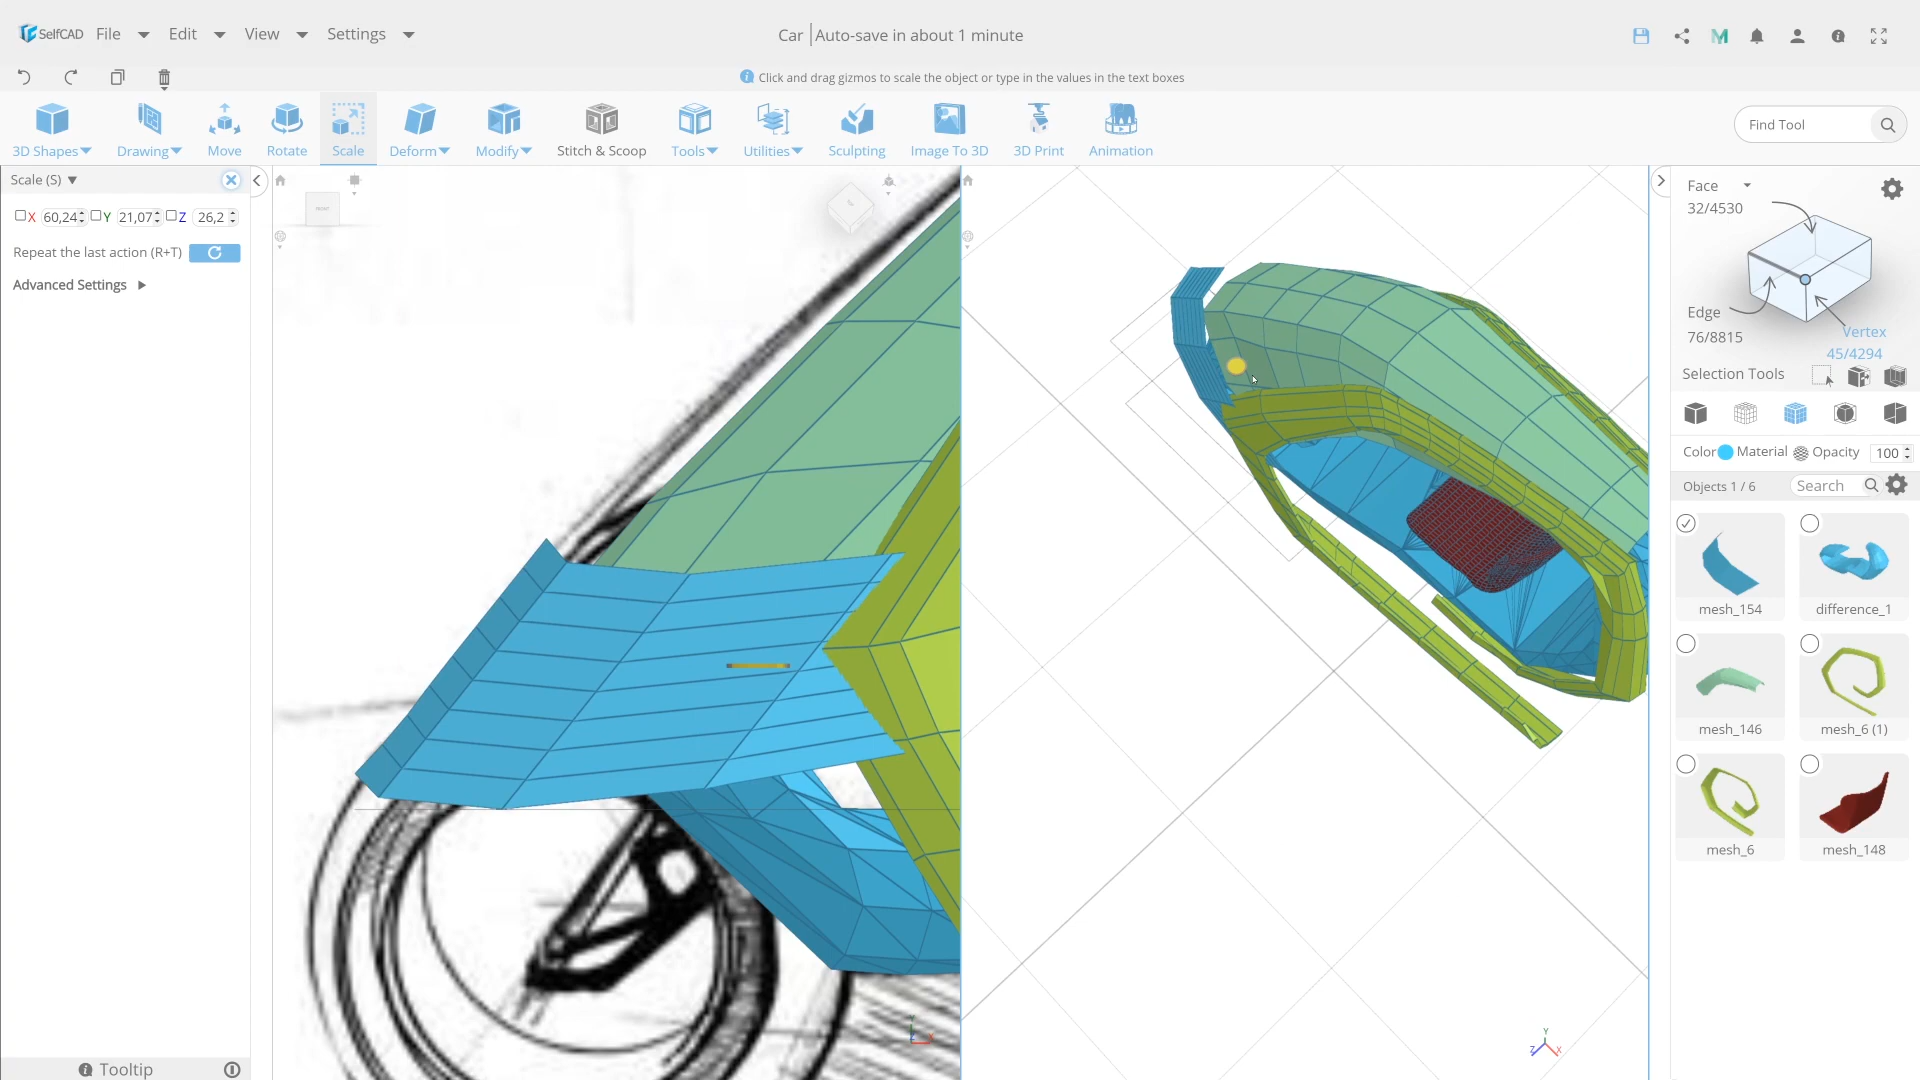 SelfCAD File Edit View Settings
Car Auto-save in about 1 minute
Click and drag gizmos to scale the object or type in the values in the text boxes
3D Shapes Drawing Move Rotate Scale Deform Modify Stitch & Scoop Tools Utilities Sculpting Image To 3D 3D Print Animation
Find Tool
Scale (S)
X 60,24 Y 21,07 Z 26,2
Repeat the last action (R+T)
Advanced Settings
Tooltip
Y
X
Y
Z X
Face
32/4530
Edge
76/8815
Vertex
45/4294
Selection Tools
Color Material Opacity 100
Objects 1 / 6 Search
mesh_154 difference_1
mesh_146 mesh_6 (1)
mesh_6 mesh_148